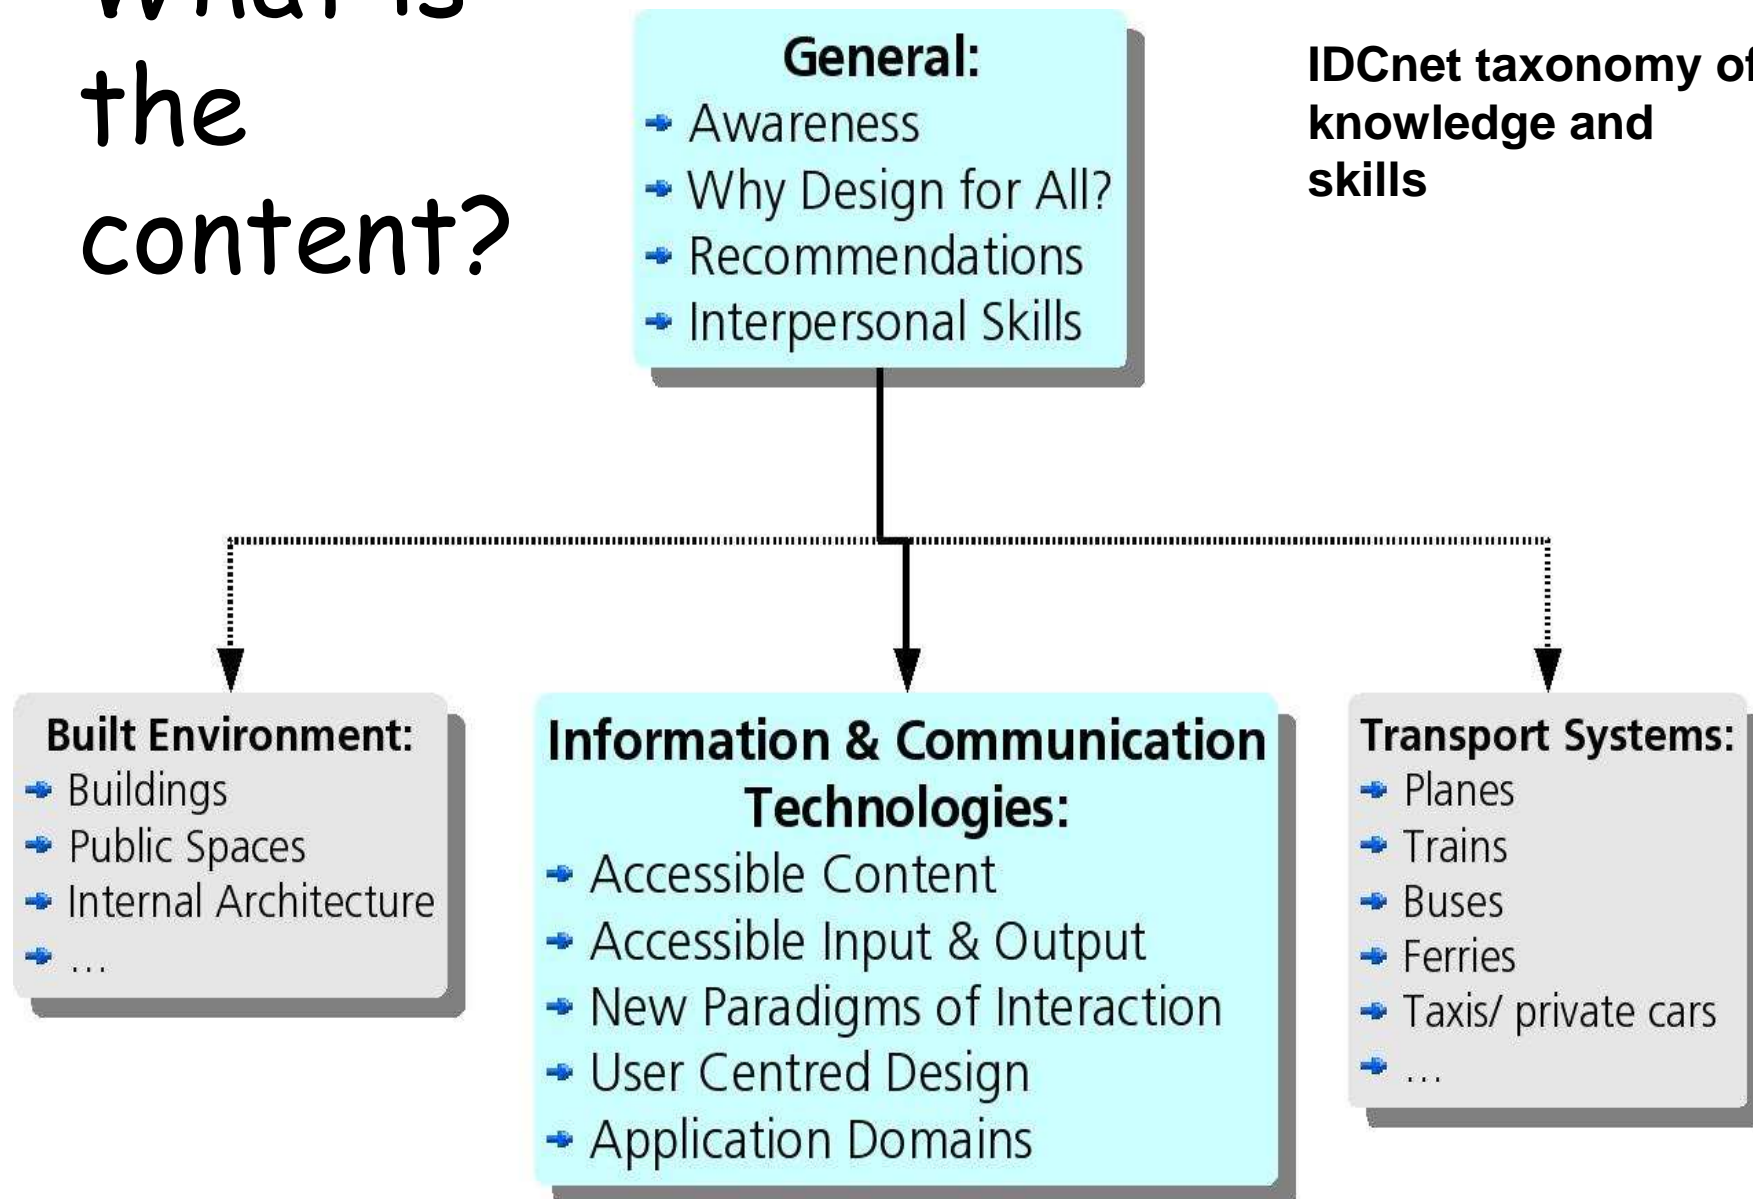 What is
the
content?
General:
Awareness
Why Design for All?
Recommendations
Interpersonal Skills
IDCnet taxonomy of
knowledge and
skills
Built Environment:
Buildings
Public Spaces
Internal Architecture
...
Information & Communication
Technologies:
Accessible Content
Accessible Input & Output
New Paradigms of Interaction
User Centred Design
Application Domains
Transport Systems:
Planes
Trains
Buses
Ferries
Taxis/ private cars
...